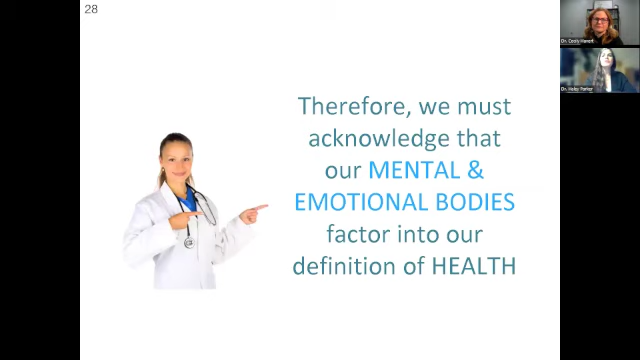 28
Therefore, we must
acknowledge that
our MENTAL &
EMOTIONAL BODIES
factor into our
definition of HEALTH